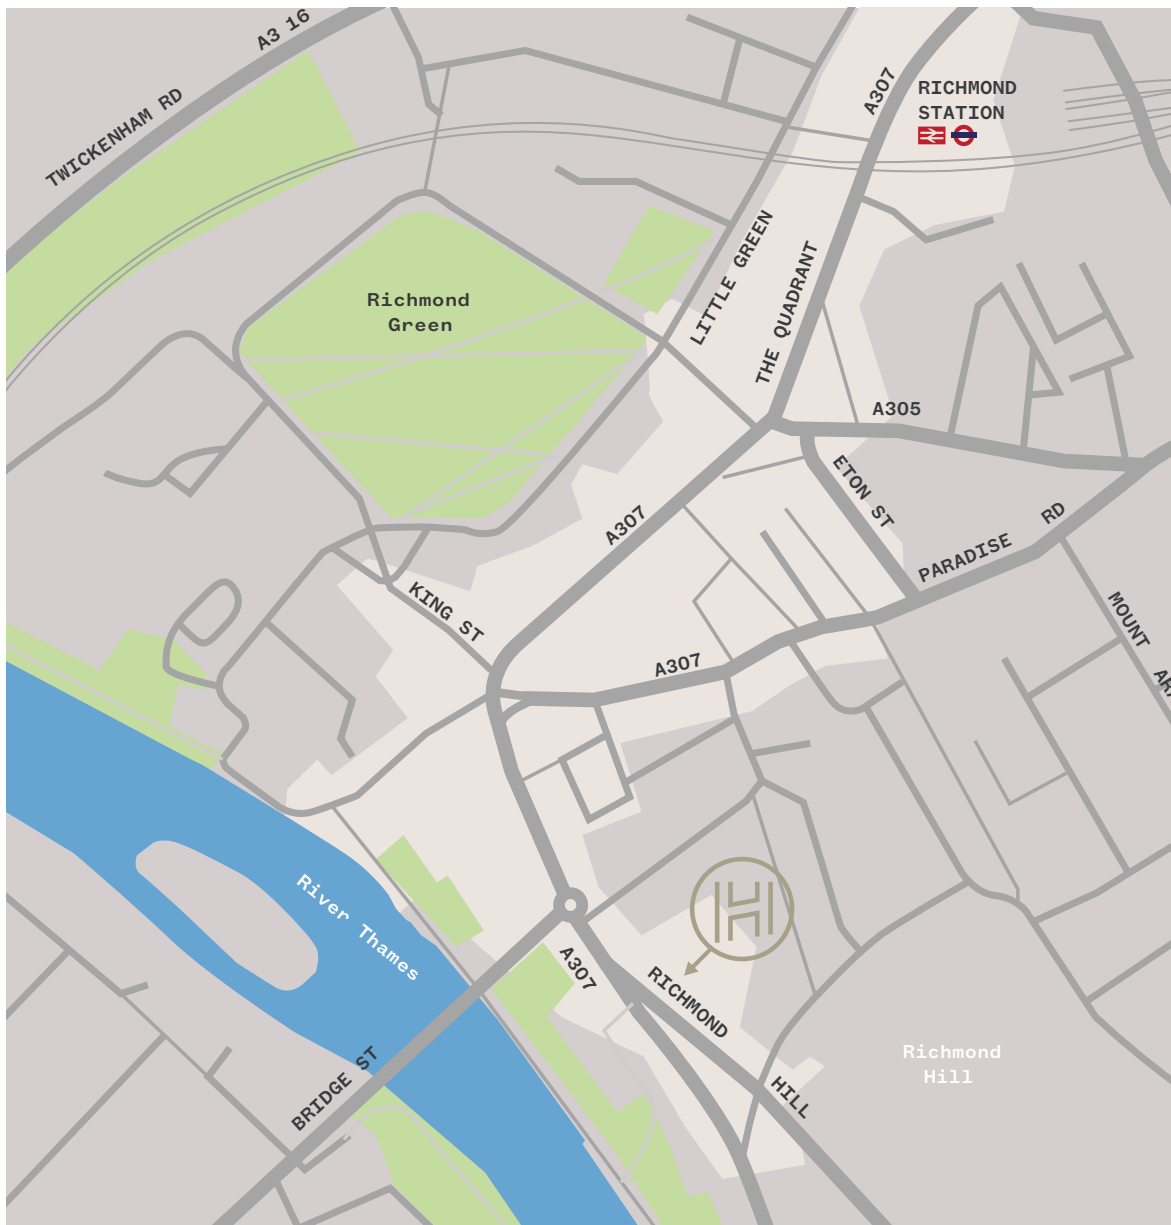 A3 16
TWICKENHAM RD
A307
RICHMOND
STATION
LITTLE GREEN
THE QUADRANT
Richmond
Green
A305
ETON ST
A307
PARADISE RD
KING ST
MOUNT
A307
River Thames
A307
RICHMOND HILL
Richmond
Hill
BRIDGE ST